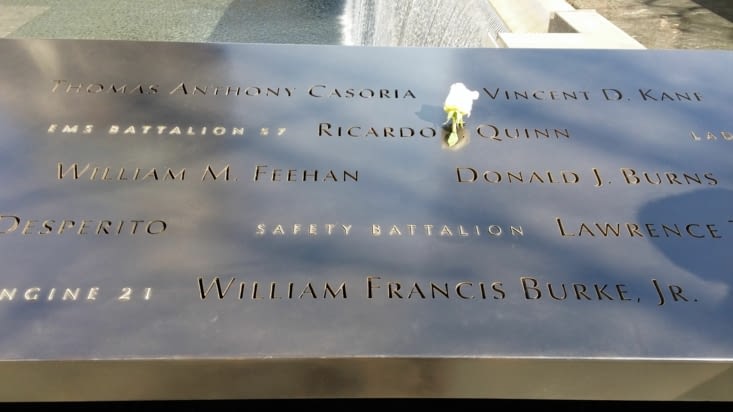 THOMAS ANTHONY CASORIA VINCENT D. KANE
EMS BATTALION 57 RICARDO QUINN LAD
WILLIAM M. FEEHAN DONALD J. BURNS
DESPERITO SAFETY BATTALION LAWRENCE
NGINE 21 WILLIAM FRANCIS BURKE, JR.